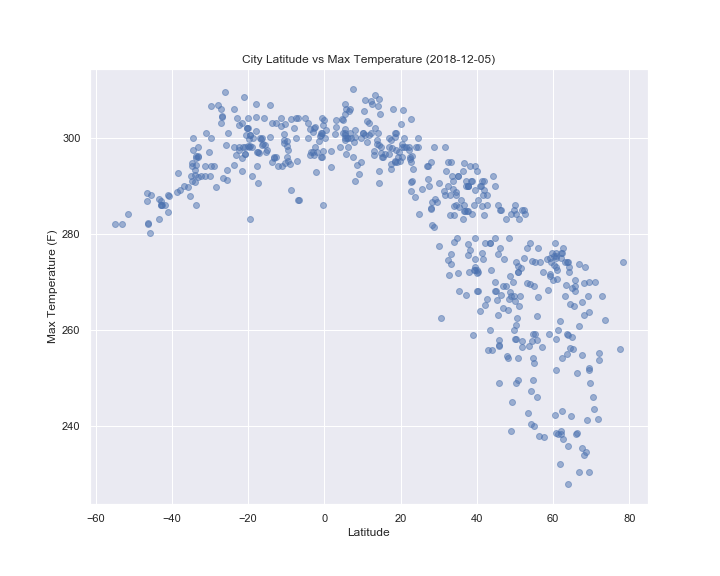 City Latitude vs Max Temperature (2018-12-05)
Max Temperature (F)
300
280
260
240
−60 −40 −20 0 20 40 60 80
Latitude